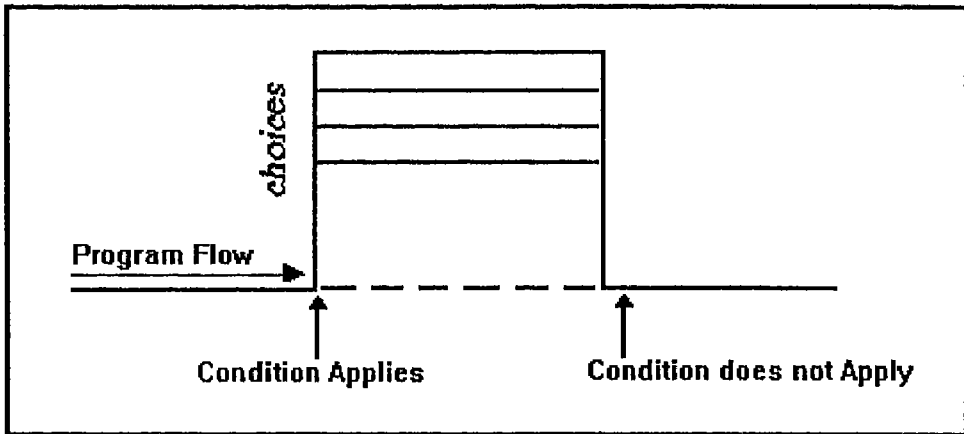 choices
Program Flow
Condition Applies
Condition does not Apply